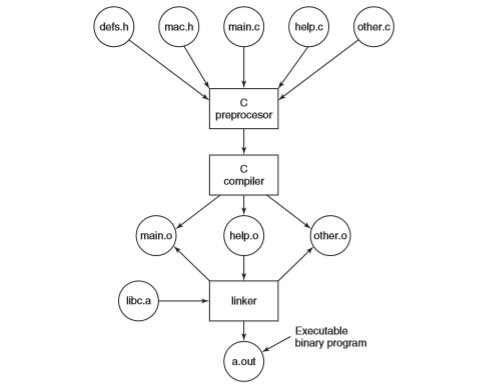 defs.h
mac.h
main.c
help.c
other.c
C
preprocesor
C
compiler
main.o
help.o
other.o
libc.a
linker
Executable
binary program
a.out